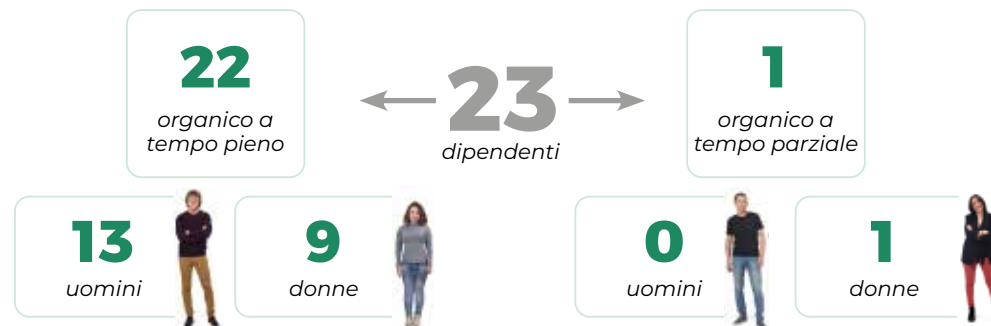 22
organico a
tempo pieno
23
dipendenti
1
organico a
tempo parziale
13
uomini
9
donne
0
uomini
1
donne